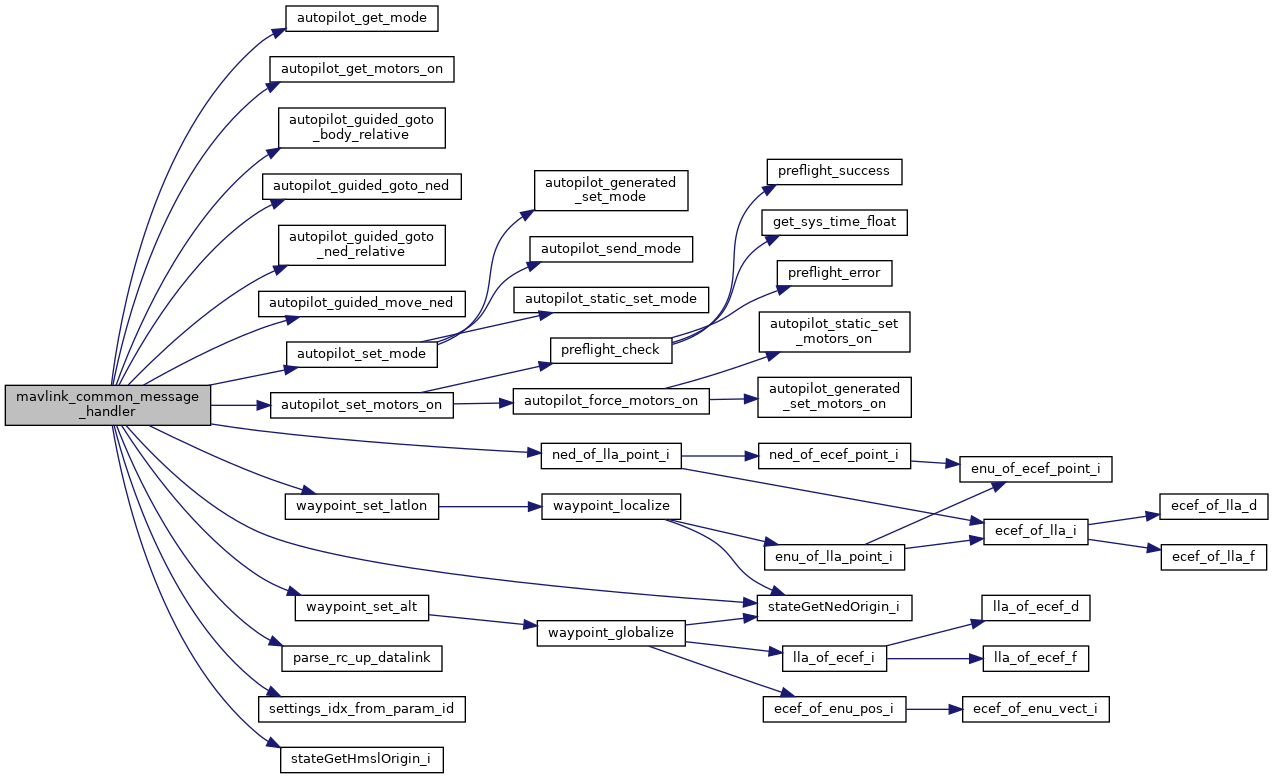 mavlink_common_message
_handler
autopilot_get_mode
autopilot_get_motors_on
autopilot_guided_goto
_body_relative
autopilot_guided_goto_ned
autopilot_guided_goto
_ned_relative
autopilot_guided_move_ned
autopilot_set_mode
autopilot_set_motors_on
waypoint_set_latlon
waypoint_set_alt
parse_rc_up_datalink
settings_idx_from_param_id
stateGetHmslOrigin_i
autopilot_generated
_set_mode
autopilot_send_mode
autopilot_static_set_mode
preflight_check
autopilot_force_motors_on
ned_of_lla_point_i
waypoint_localize
waypoint_globalize
preflight_success
get_sys_time_float
preflight_error
autopilot_static_set
_motors_on
autopilot_generated
_set_motors_on
ned_of_ecef_point_i
enu_of_lla_point_i
stateGetNedOrigin_i
lla_of_ecef_i
ecef_of_enu_pos_i
enu_of_ecef_point_i
ecef_of_lla_i
lla_of_ecef_d
lla_of_ecef_f
ecef_of_enu_vect_i
ecef_of_lla_d
ecef_of_lla_f